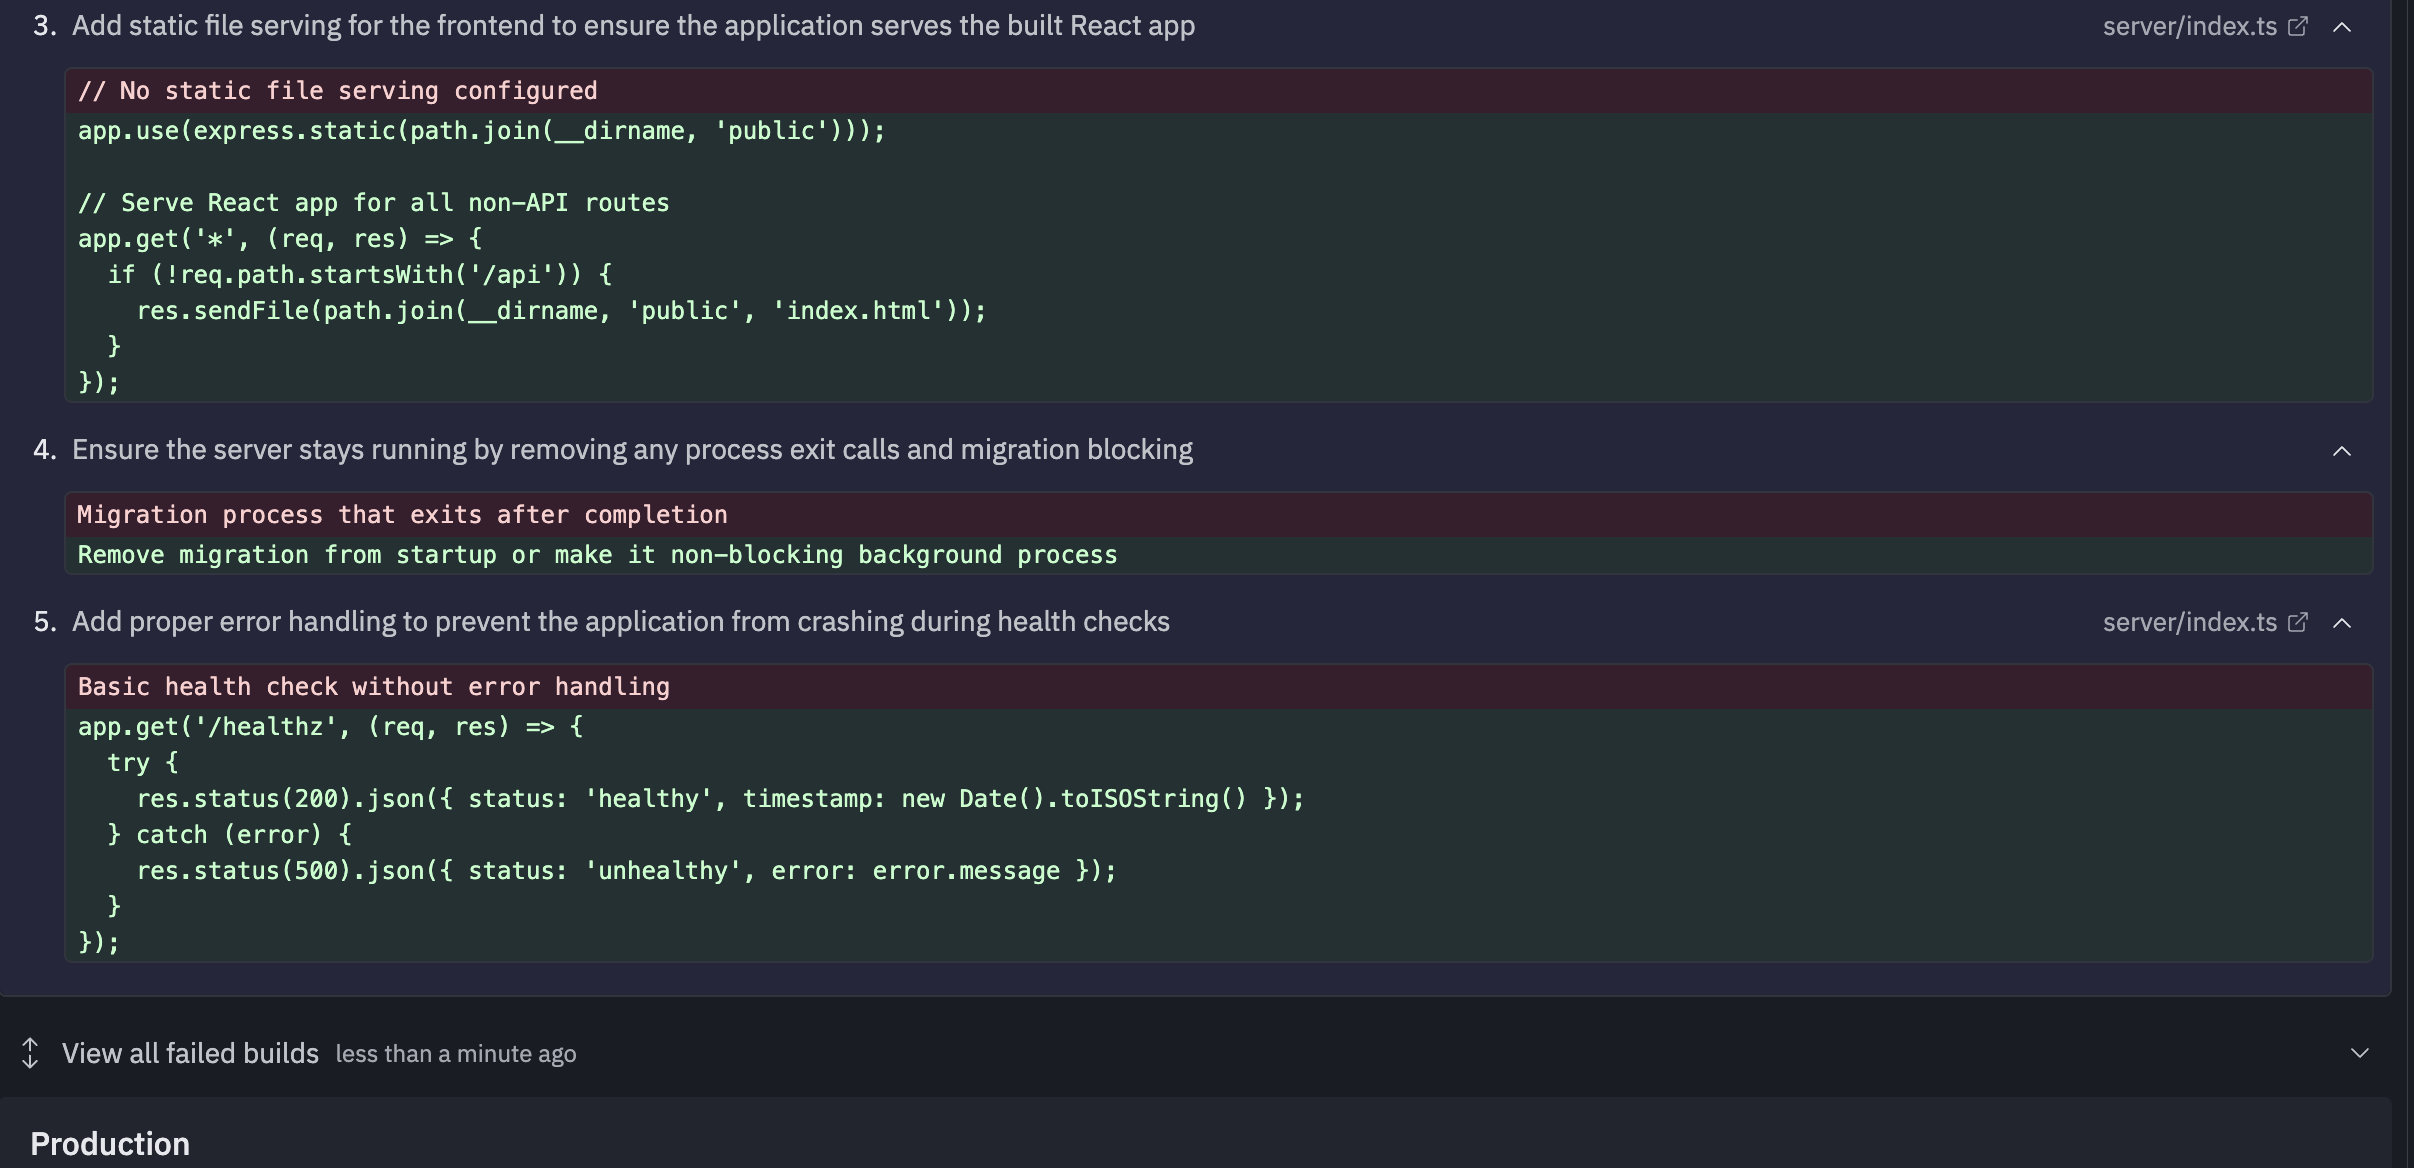 3. Add static file serving for the frontend to ensure the application serves the built React app server/index.ts
// No static file serving configured
app.use(express.static(path.join(__dirname, 'public')));
// Serve React app for all non-API routes
app.get('*', (req, res) => {
  if (!req.path.startsWith('/api')) {
    res.sendFile(path.join(__dirname, 'public', 'index.html'));
  }
});
4. Ensure the server stays running by removing any process exit calls and migration blocking
Migration process that exits after completion
Remove migration from startup or make it non-blocking background process
5. Add proper error handling to prevent the application from crashing during health checks server/index.ts
Basic health check without error handling
app.get('/healthz', (req, res) => {
  try {
    res.status(200).json({ status: 'healthy', timestamp: new Date().toISOString() });
  } catch (error) {
    res.status(500).json({ status: 'unhealthy', error: error.message });
  }
});
View all failed builds less than a minute ago
Production